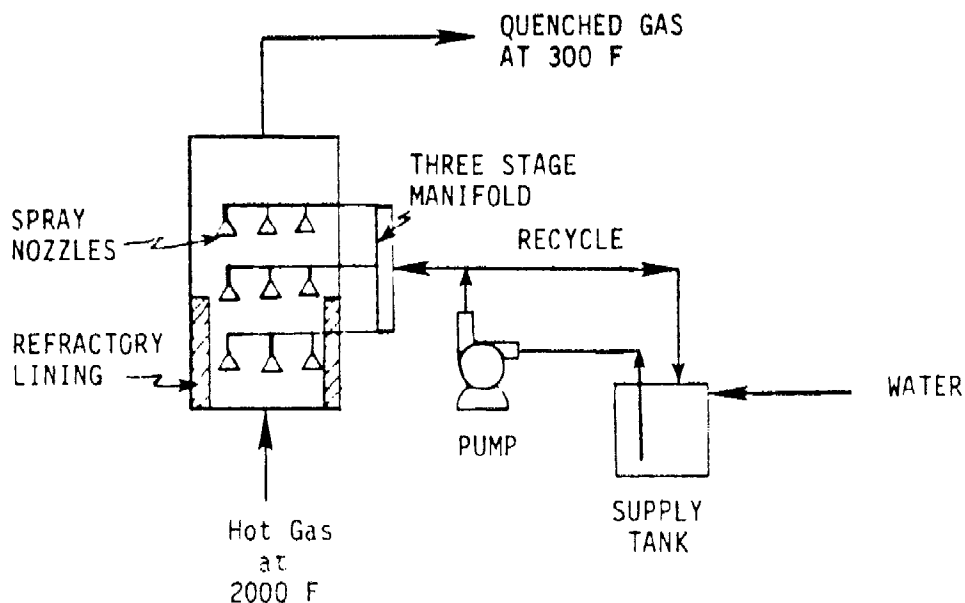 QUENCHED GAS
AT 300 F
THREE STAGE
MANIFOLD
SPRAY
NOZZLES
RECYCLE
REFRACTORY
LINING
WATER
PUMP
SUPPLY
TANK
Hot Gas
at
2000 F